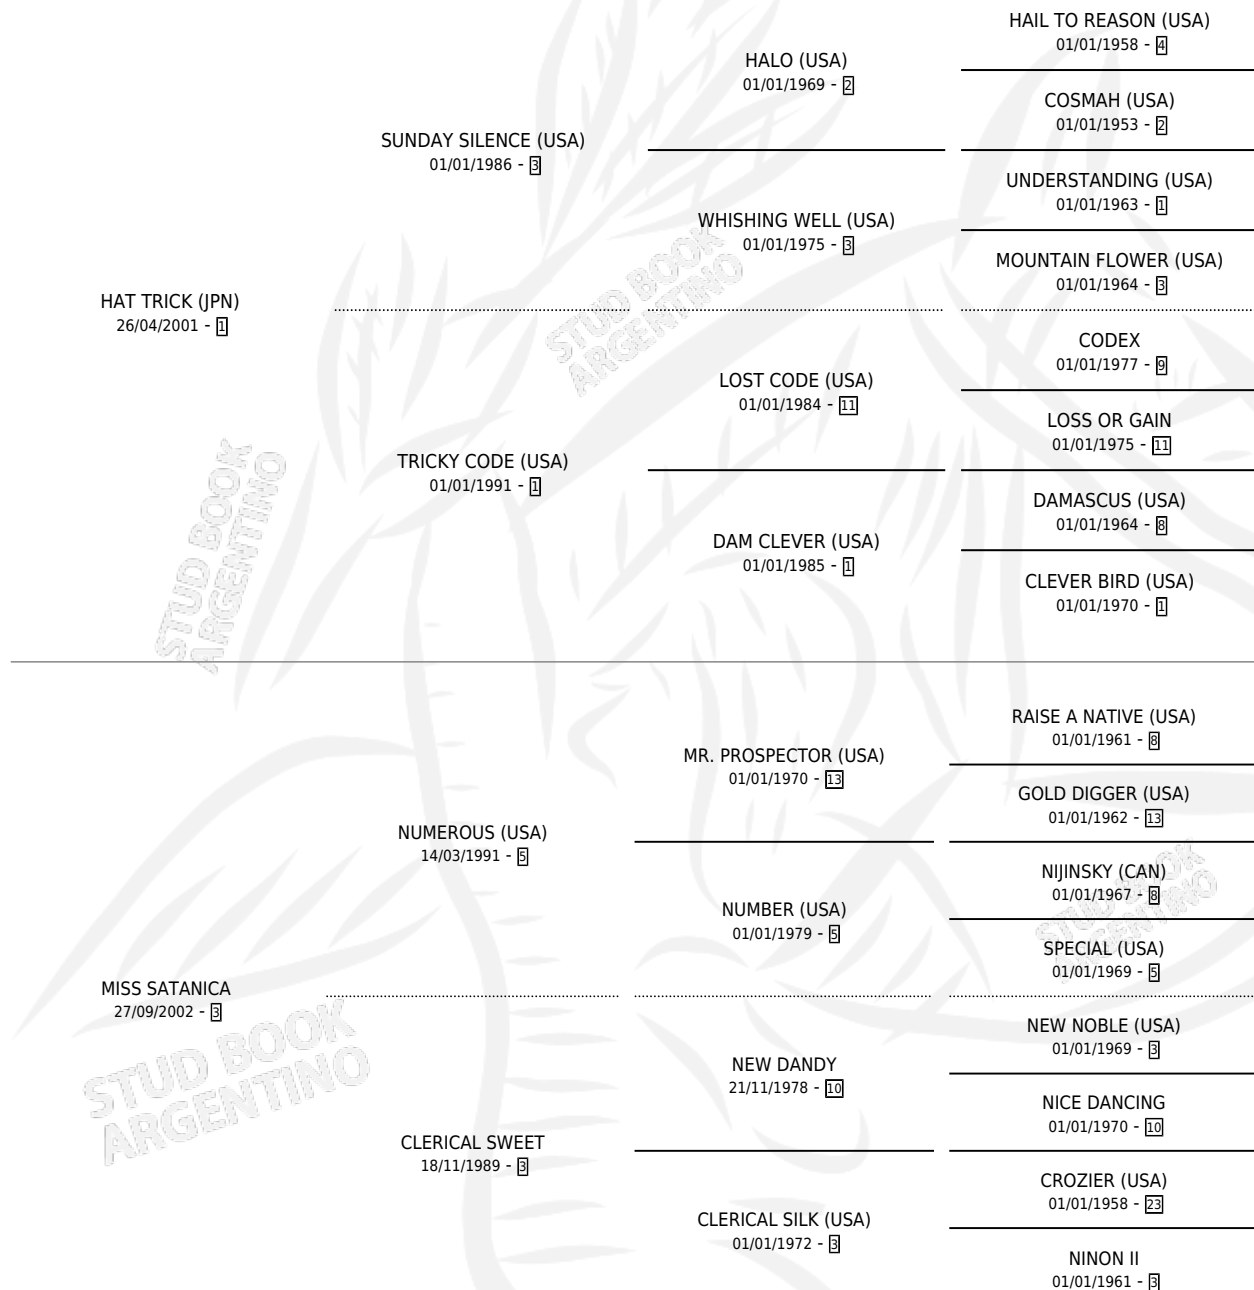 HAIL TO REASON (USA)
01/01/1958 - 4
HALO (USA)
01/01/1969 - 2
COSMAH (USA)
01/01/1953 - 2
SUNDAY SILENCE (USA)
01/01/1986 - 3
UNDERSTANDING (USA)
01/01/1963 - 1
WHISHING WELL (USA)
01/01/1975 - 3
MOUNTAIN FLOWER (USA)
01/01/1964 - 3
HAT TRICK (JPN)
26/04/2001 - 1
STUD BOOK
ARGENTINO
CODEX
01/01/1977 - 9
LOST CODE (USA)
01/01/1984 - 11
LOSS OR GAIN
01/01/1975 - 11
TRICKY CODE (USA)
01/01/1991 - 1
DAMASCUS (USA)
01/01/1964 - 8
DAM CLEVER (USA)
01/01/1985 - 1
CLEVER BIRD (USA)
01/01/1970 - 1
STUD BOOK
ARGENTINO
RAISE A NATIVE (USA)
01/01/1961 - 8
MR. PROSPECTOR (USA)
01/01/1970 - 13
GOLD DIGGER (USA)
01/01/1962 - 13
NUMEROUS (USA)
14/03/1991 - 5
NIJINSKY (CAN)
01/01/1967 - 8
NUMBER (USA)
01/01/1979 - 5
SPECIAL (USA)
01/01/1969 - 5
STUD BOOK
ARGENTINO
MISS SATANICA
27/09/2002 - 3
NEW NOBLE (USA)
01/01/1969 - 3
NEW DANDY
21/11/1978 - 10
NICE DANCING
01/01/1970 - 10
STUD BOOK
ARGENTINO
CLERICAL SWEET
18/11/1989 - 3
CROZIER (USA)
01/01/1958 - 23
CLERICAL SILK (USA)
01/01/1972 - 3
NINON II
01/01/1961 - 3